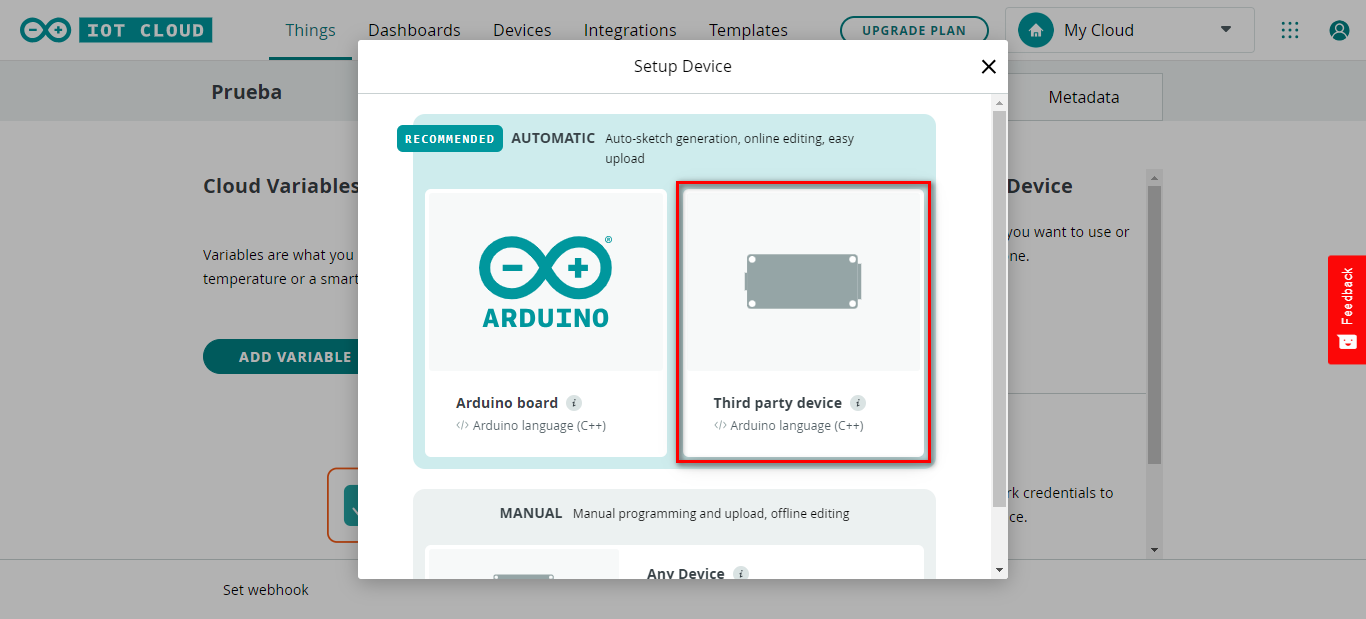 IOT CLOUD
Things
Dashboards
Devices
Integrations
Templates
UPGRADE PLAN
My Cloud
Setup Device
Prueba
Metadata
RECOMMENDED
AUTOMATIC
Auto-sketch generation, online editing, easy
upload
Cloud Variables
Device
Variables are what you
temperature or a smart
you want to use or
ne.
ADD VARIABLE
ARDUINO
®
Arduino board
</> Arduino language (C++)
Third party device
</> Arduino language (C++)
Feedback
MANUAL
Manual programming and upload, offline editing
rk credentials to
ce.
Any Device
Set webhook